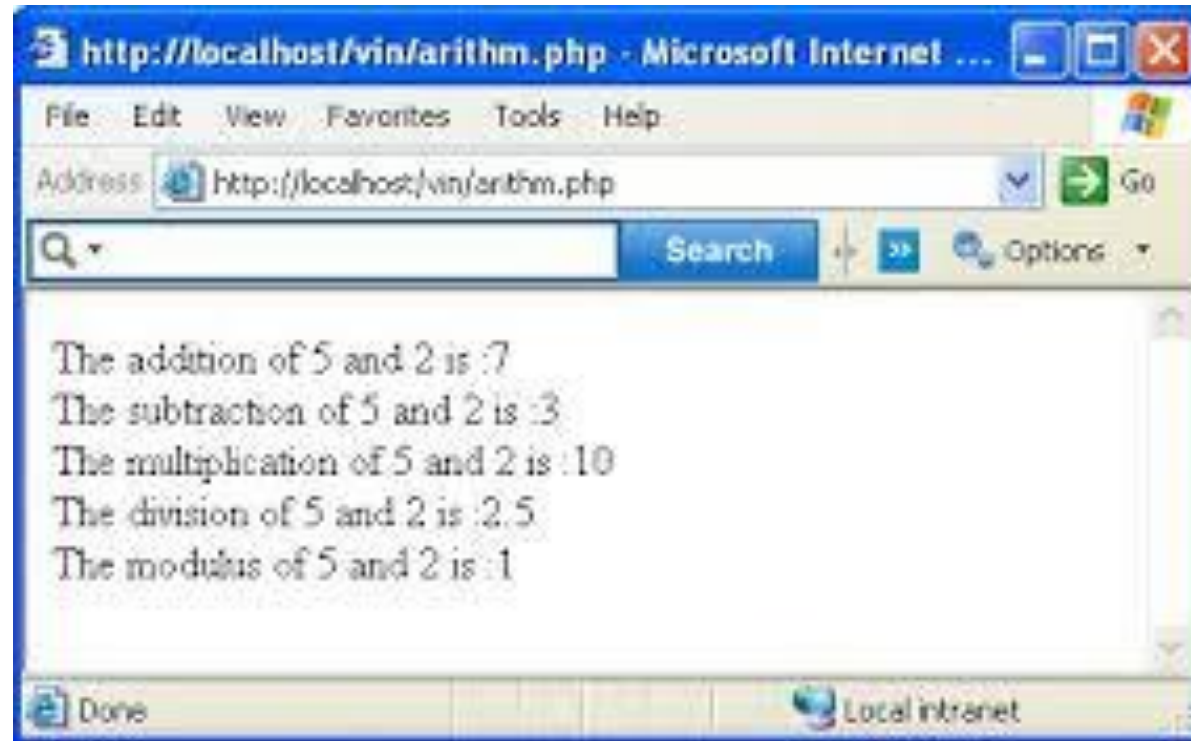 http://localhost/vin/arithm.php - Microsoft Internet ...
File Edit View Favorites Tools Help
Address http://localhost/vin/arithm.php Go
Search Options
The addition of 5 and 2 is :7
The subtraction of 5 and 2 is :3
The multiplication of 5 and 2 is :10
The division of 5 and 2 is :2.5
The modulus of 5 and 2 is :1
Done Local intranet